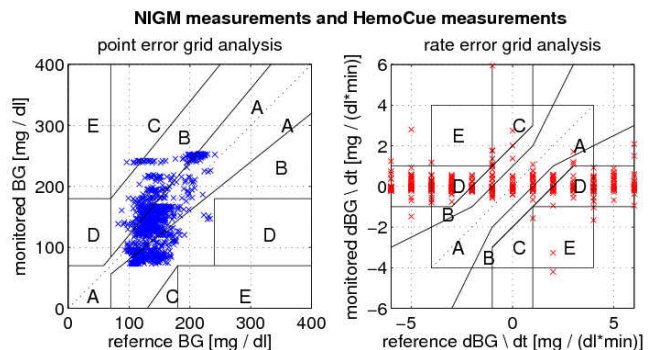 NIGM measurements and HemoCue measurements
point error grid analysis
rate error grid analysis
monitored BG [mg / dl]
400
300
200
100
0
0 100 200 300 400
E C B A A B D D A C E
refernce BG [mg / dl]
monitored dBG \ dt [mg / (dl*min)]
6
4
2
0
-2
-4
-6
-5 0 5
E C A D D B A B C E
reference dBG \ dt [mg / (dl*min)]